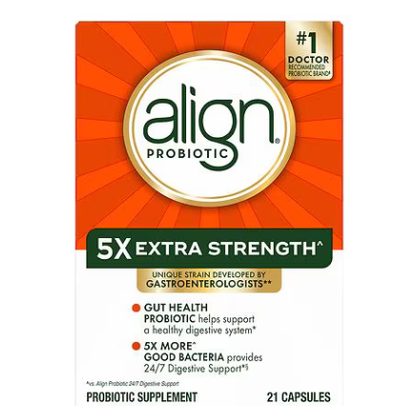 #1
DOCTOR
RECOMMENDED
PROBIOTIC BRAND‡
align®
PROBIOTIC
5X EXTRA STRENGTH^
UNIQUE STRAIN DEVELOPED BY
GASTROENTEROLOGISTS**
• GUT HEALTH
PROBIOTIC helps support
a healthy digestive system*
• 5X MORE^
GOOD BACTERIA provides
24/7 Digestive Support*§
^vs. Align Probiotic 24/7 Digestive Support
PROBIOTIC SUPPLEMENT
21 CAPSULES